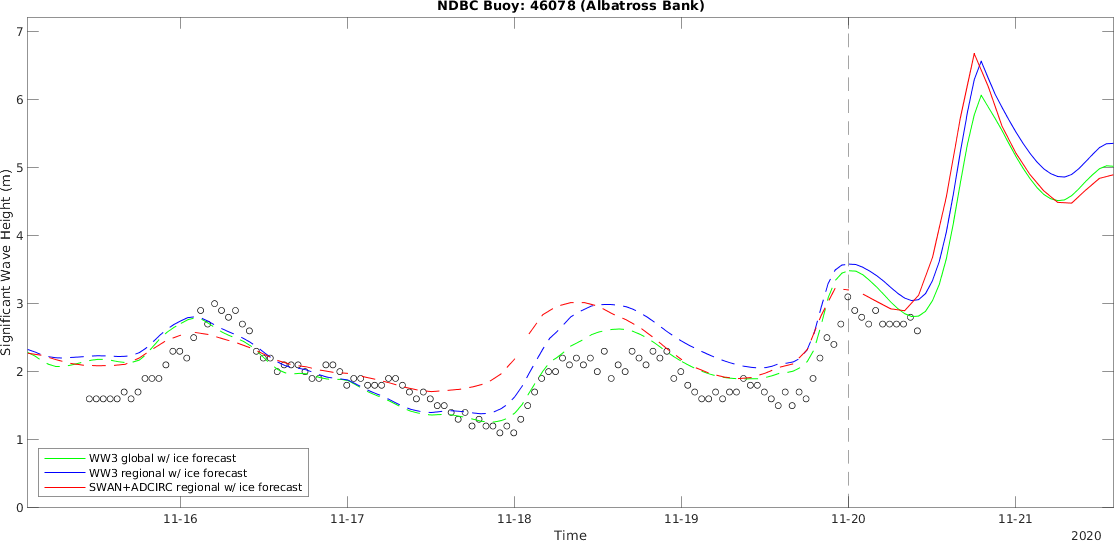 NDBC Buoy: 46078 (Albatross Bank)
7
6
5
4
3
2
1
0
Significant Wave Height (m)
WW3 global w/ ice forecast
WW3 regional w/ ice forecast
SWAN+ADCIRC regional w/ ice forecast
11-16
11-17
11-18
11-19
11-20
11-21
Time
2020